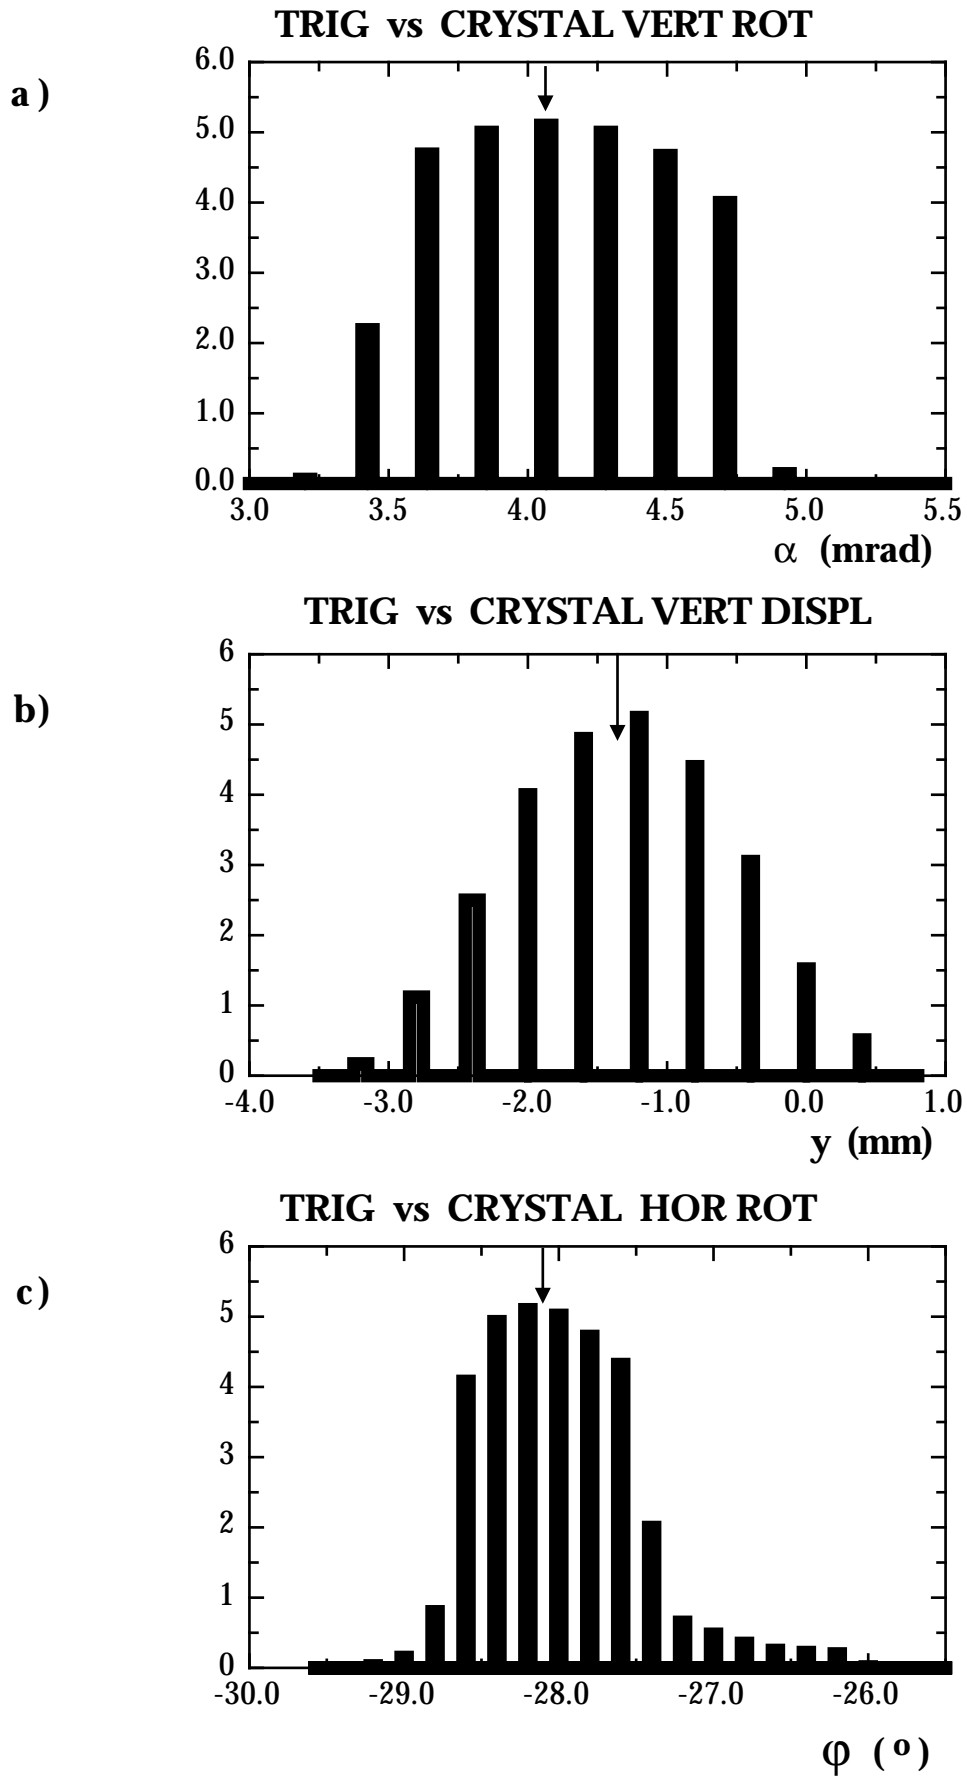 TRIG vs CRYSTAL VERT ROT
a)
6.0
5.0
4.0
3.0
2.0
1.0
0.0
3.0 3.5 4.0 4.5 5.0 5.5
α (mrad)
TRIG vs CRYSTAL VERT DISPL
b)
6
5
4
3
2
1
0
-4.0 -3.0 -2.0 -1.0 0.0 1.0
y (mm)
TRIG vs CRYSTAL HOR ROT
c)
6
5
4
3
2
1
0
-30.0 -29.0 -28.0 -27.0 -26.0
φ (º)